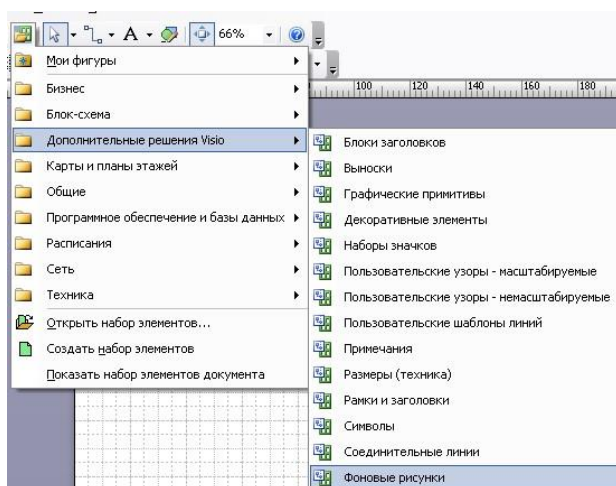 A 66%
Мои фигуры
100 120 140 160 180
Бизнес
Блок-схема
Дополнительные решения Visio
Карты и планы этажей
Общие
Программное обеспечение и базы данных
Расписания
Сеть
Техника
Открыть набор элементов...
Создать набор элементов
Показать набор элементов документа
Блоки заголовков
Выноски
Графические примитивы
Декоративные элементы
Наборы значков
Пользовательские узоры - масштабируемые
Пользовательские узоры - немасштабируемые
Пользовательские шаблоны линий
Примечания
Размеры (техника)
Рамки и заголовки
Символы
Соединительные линии
Фоновые рисунки